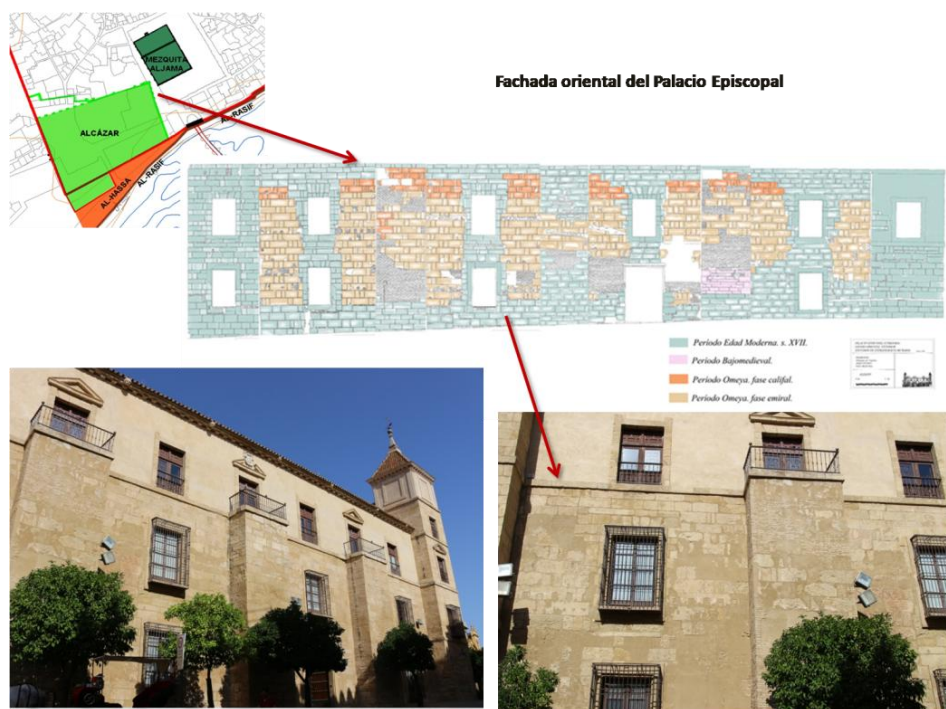 Fachada oriental del Palacio Episcopal
MEZQUITA
ALJAMA
ALCÁZAR
AL-RASIF
AL-RASIF
AL-HASSA
Período Edad Moderna. s. XVII.
Período Bajomedieval.
Período Omeya. fase califal.
Período Omeya. fase emiral.